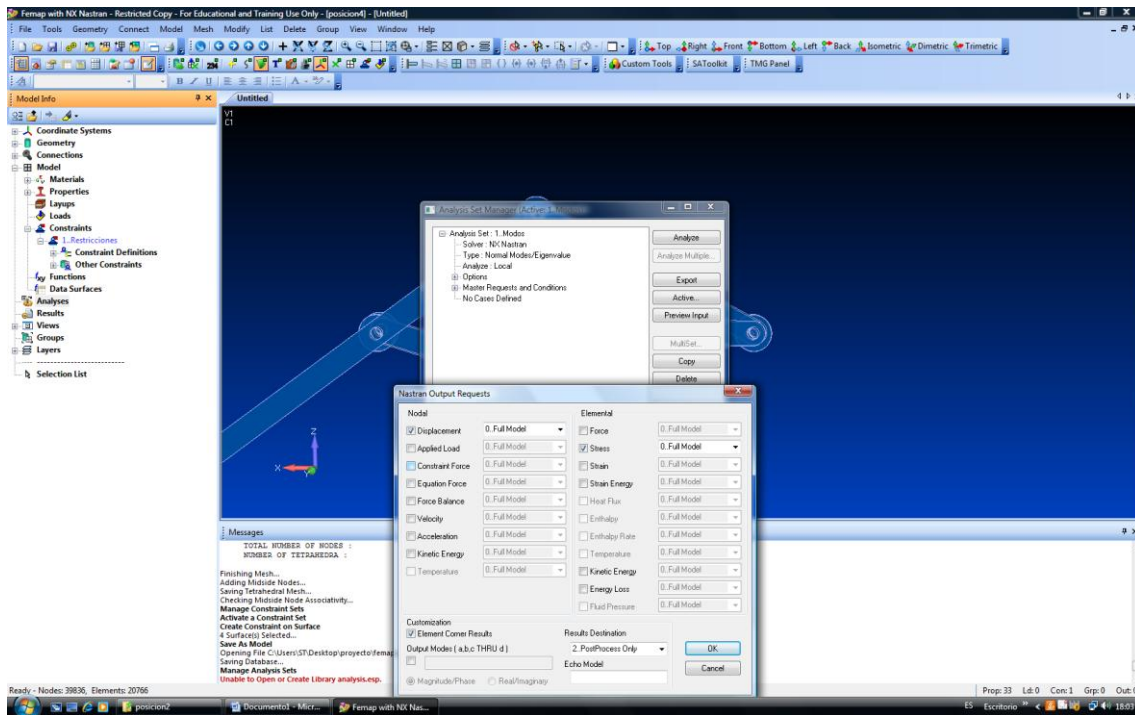 Femap with NX Nastran - Restricted Copy - For Educational and Training Use Only - [posicion4] - [Untitled]
File Tools Geometry Connect Model Mesh Modify List Delete Group View Window Help
Top Right Front Bottom Left Back Isometric Dimetric Trimetric
Custom Tools SAToolkit TMG Panel
Model Info
Untitled
V1
C1
Coordinate Systems
Geometry
Connections
Model
Materials
Properties
Layups
Loads
Constraints
1..Restricciones
Constraint Definitions
Other Constraints
Functions
Data Surfaces
Analyses
Results
Views
Groups
Layers
Selection List
Analysis Set Manager (Active: 1..Modos)
Analysis Set : 1..Modos
Solver : NX Nastran
Type : Normal Modes/Eigenvalue
Analyze : Local
Options
Master Requests and Conditions
No Cases Defined
Analyze
Analyze Multiple...
Export
Active...
Preview Input
MultiSet...
Copy
Delete
Z
X
Y
Nastran Output Requests
Nodal
Displacement 0..Full Model
Applied Load 0..Full Model
Constraint Force 0..Full Model
Equation Force 0..Full Model
Force Balance 0..Full Model
Velocity 0..Full Model
Acceleration 0..Full Model
Kinetic Energy 0..Full Model
Temperature 0..Full Model
Elemental
Force 0..Full Model
Stress 0..Full Model
Strain 0..Full Model
Strain Energy 0..Full Model
Heat Flux 0..Full Model
Enthalpy 0..Full Model
Enthalpy Rate 0..Full Model
Temperature 0..Full Model
Kinetic Energy 0..Full Model
Energy Loss 0..Full Model
Fluid Pressure 0..Full Model
Customization
Element Corner Results
Output Modes ( a,b,c THRU d )
Magnitude/Phase Real/Imaginary
Results Destination
2..PostProcess Only
Echo Model
OK
Cancel
Messages
TOTAL NUMBER OF NODES :
NUMBER OF TETRAHEDRA :
Finishing Mesh...
Adding Midside Nodes...
Saving Tetrahedral Mesh...
Checking Midside Node Associativity...
Manage Constraint Sets
Activate a Constraint Set
Create Constraint on Surface
4 Surface(s) Selected...
Save As Model
Opening File C:\Users\ST\Desktop\proyecto\femap
Saving Database...
Manage Analysis Sets
Unable to Open or Create Library analysis.esp.
Ready - Nodes: 39836, Elements: 20766
Prop: 33 Ld: 0 Con: 1 Grp: 0 Out:
posicion2 Documento1 - Micr... Femap with NX Nas...
ES Escritorio 18:03